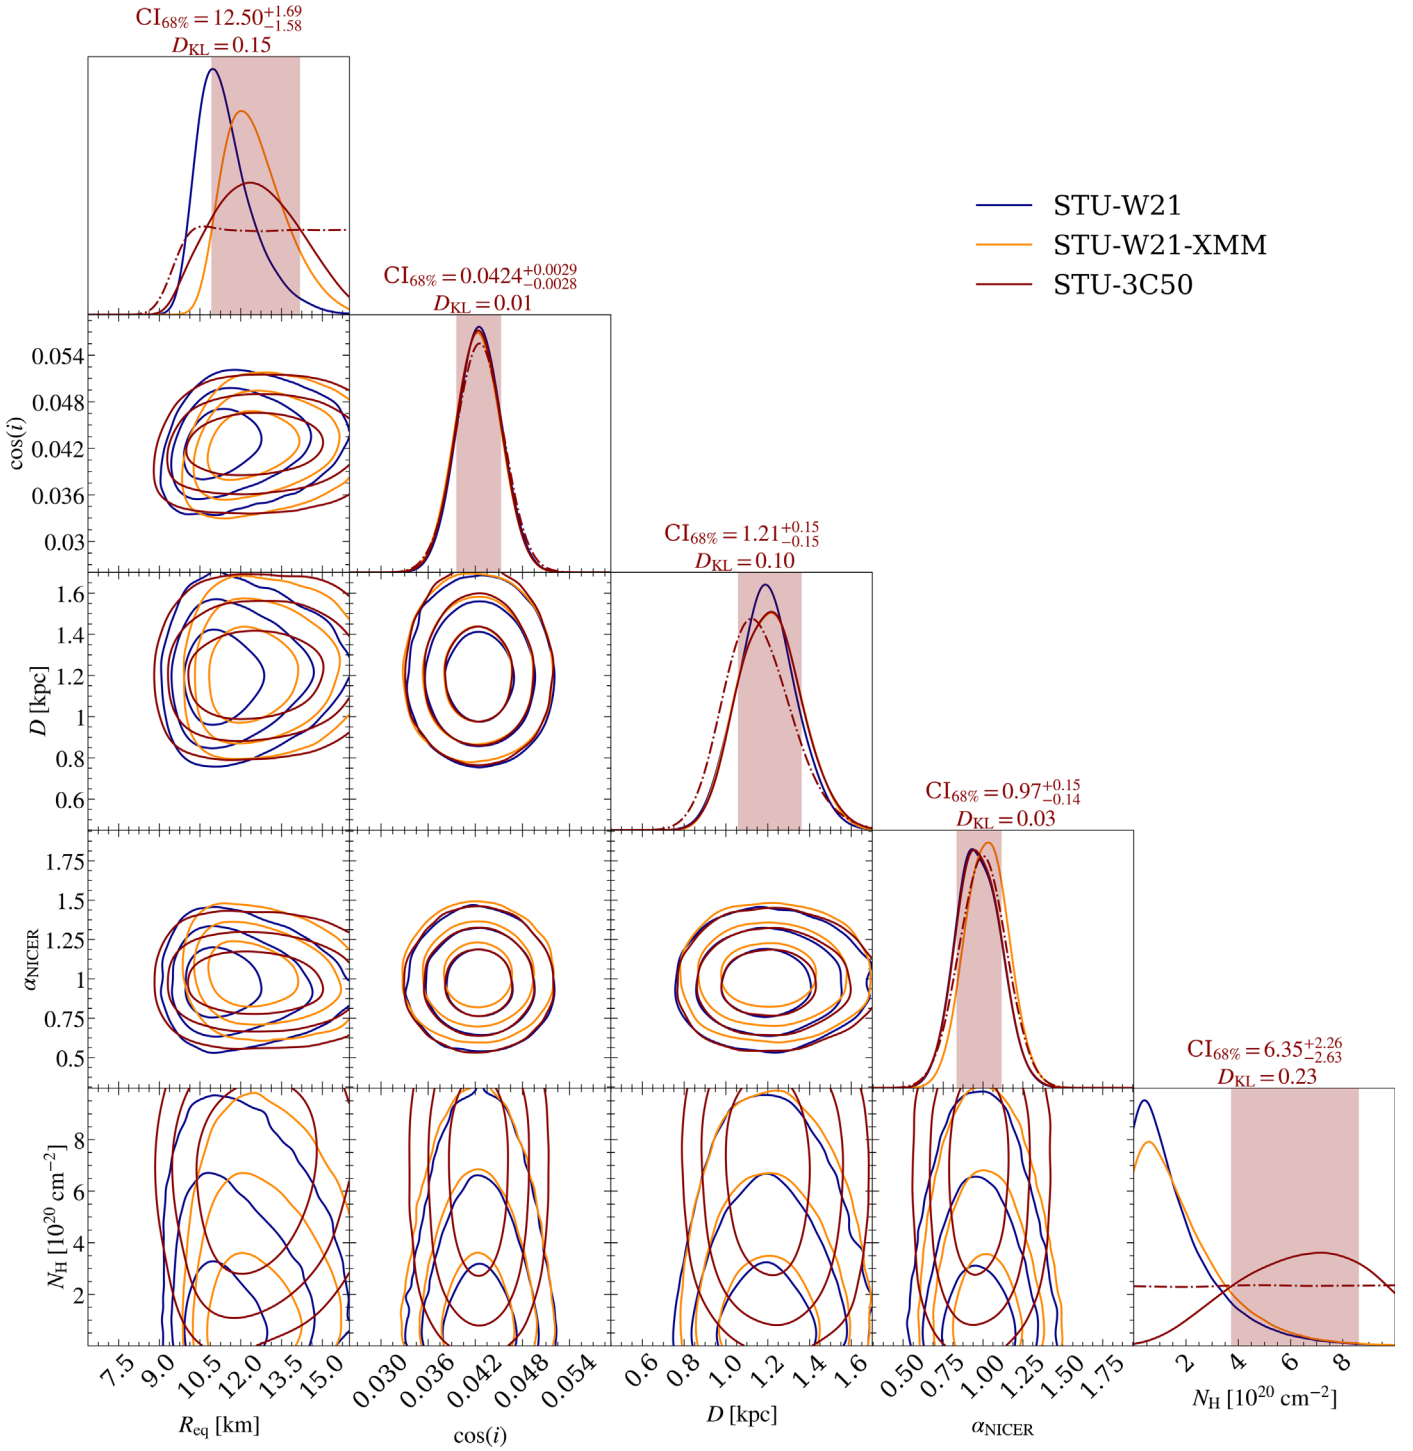 CI68% = 12.50+1.69−1.58
DKL = 0.15
STU-W21
STU-W21-XMM
STU-3C50
CI68% = 0.0424+0.0029−0.0028
DKL = 0.01
0.054
0.048
0.042
0.036
0.03
cos(i)
CI68% = 1.21+0.15−0.15
DKL = 0.10
1.6
1.4
1.2
1
0.8
0.6
D [kpc]
CI68% = 0.97+0.15−0.14
DKL = 0.03
1.75
1.5
1.25
1
0.75
0.5
αNICER
CI68% = 6.35+2.26−2.63
DKL = 0.23
8
6
4
2
NH [10²⁰ cm⁻²]
7.5 9.0 10.5 12.0 13.5 15.0
0.030 0.036 0.042 0.048 0.054
0.6 0.8 1.0 1.2 1.4 1.6
0.50 0.75 1.00 1.25 1.50 1.75
2 4 6 8
Req [km]
cos(i)
D [kpc]
αNICER
NH [10²⁰ cm⁻²]